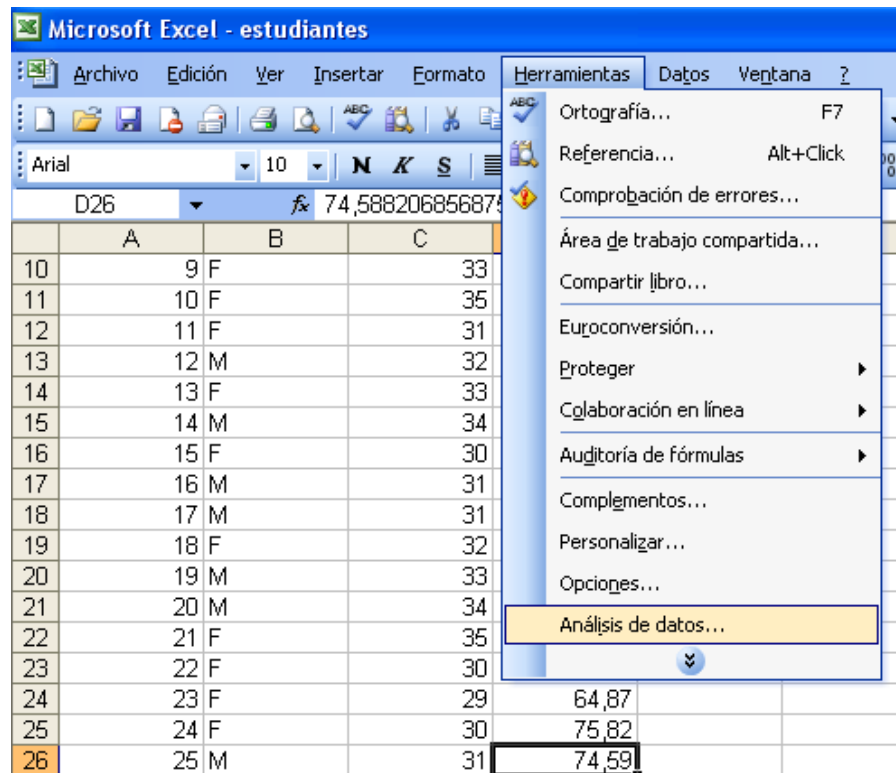 Microsoft Excel - estudiantes
Archivo Edición Ver Insertar Formato Herramientas Datos Ventana ?
Arial 10 N K S
D26 fx 74,5882068568
A B C
10 9 F 33
11 10 F 35
12 11 F 31
13 12 M 32
14 13 F 33
15 14 M 34
16 15 F 30
17 16 M 31
18 17 M 31
19 18 F 32
20 19 M 33
21 20 M 34
22 21 F 35
23 22 F 30
24 23 F 29 64,87
25 24 F 30 75,82
26 25 M 31 74,59
ABC Ortografía... F7
Referencia... Alt+Click
Comprobación de errores...
Área de trabajo compartida...
Compartir libro...
Euroconversión...
Proteger
Colaboración en línea
Auditoría de fórmulas
Complementos...
Personalizar...
Opciones...
Análisis de datos...